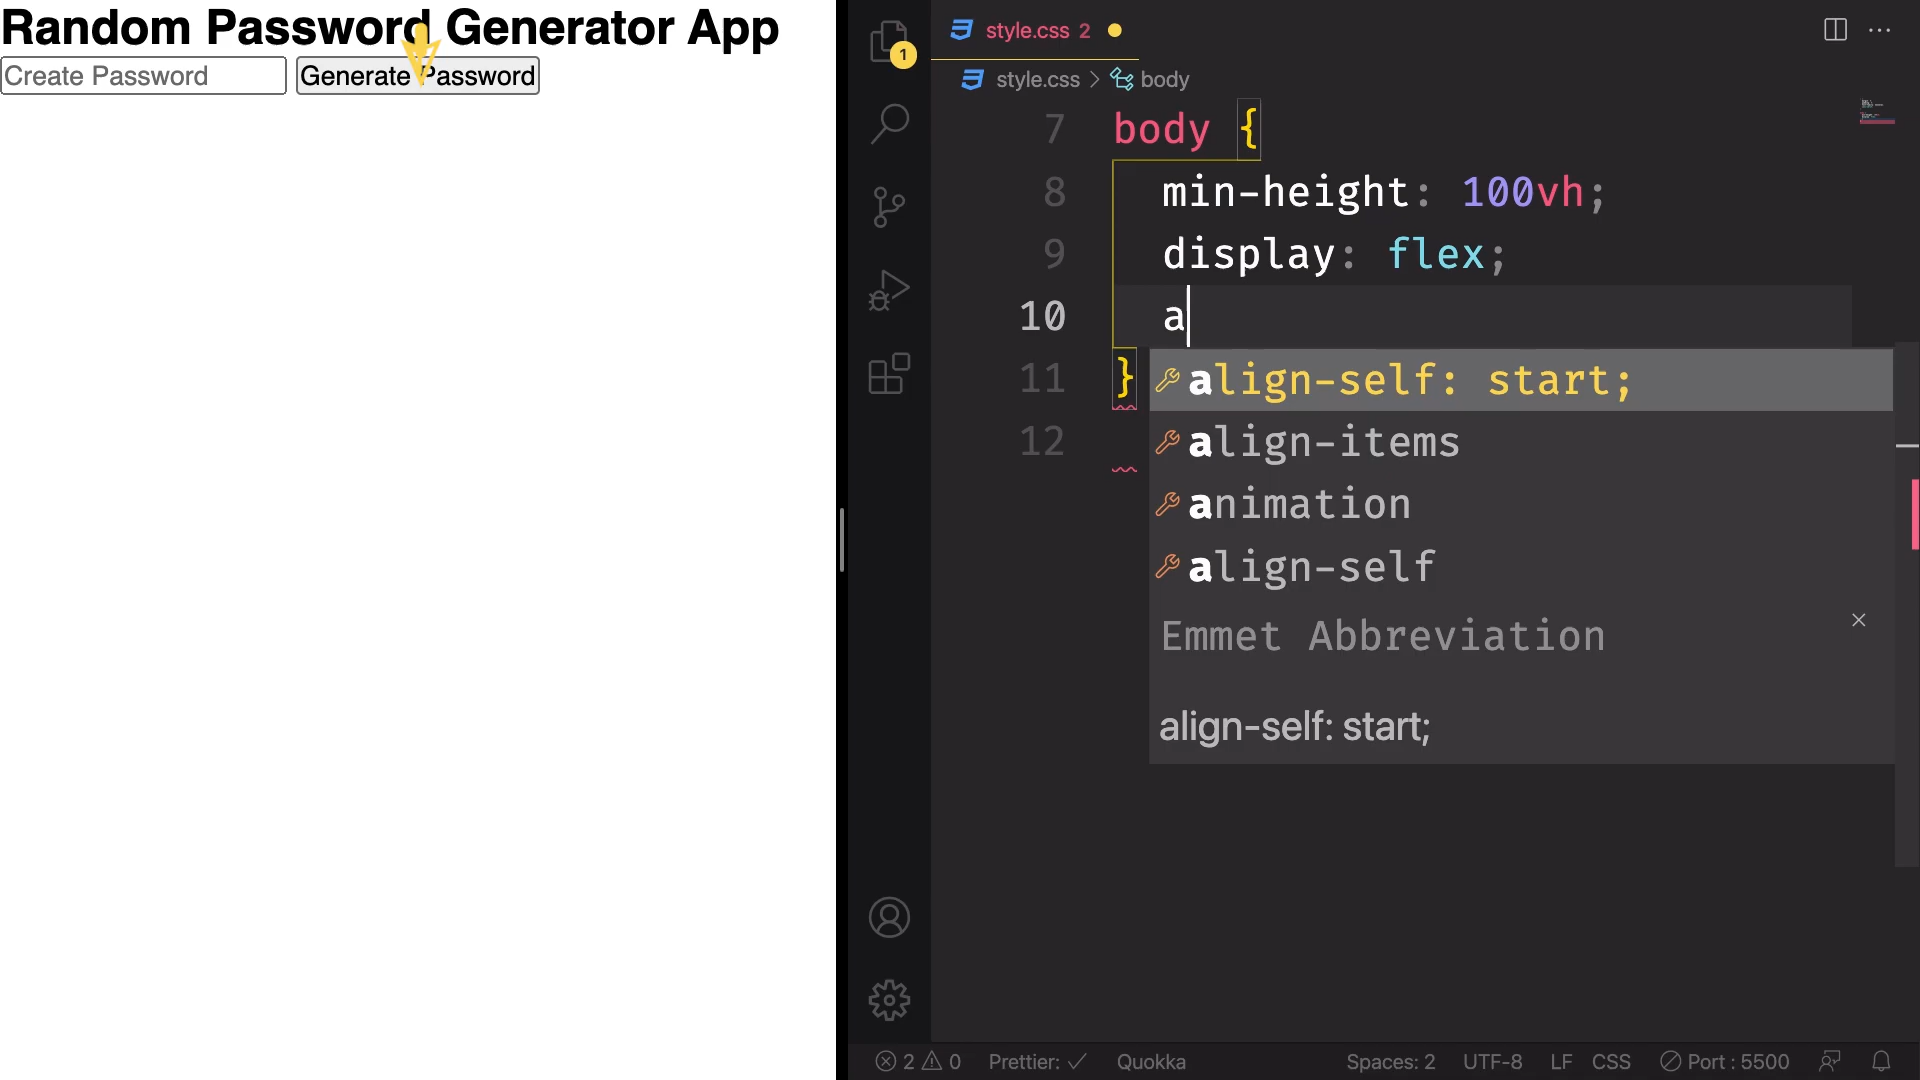 Random Password Generator App
Create Password
Generate Password
1
style.css 2
style.css > body
7 body {
8 min-height: 100vh;
9 display: flex;
10 a
11 }
12
align-self: start;
align-items
animation
align-self
Emmet Abbreviation
align-self: start;
2 0 Prettier: ✓ Quokka Spaces: 2 UTF-8 LF CSS Port : 5500